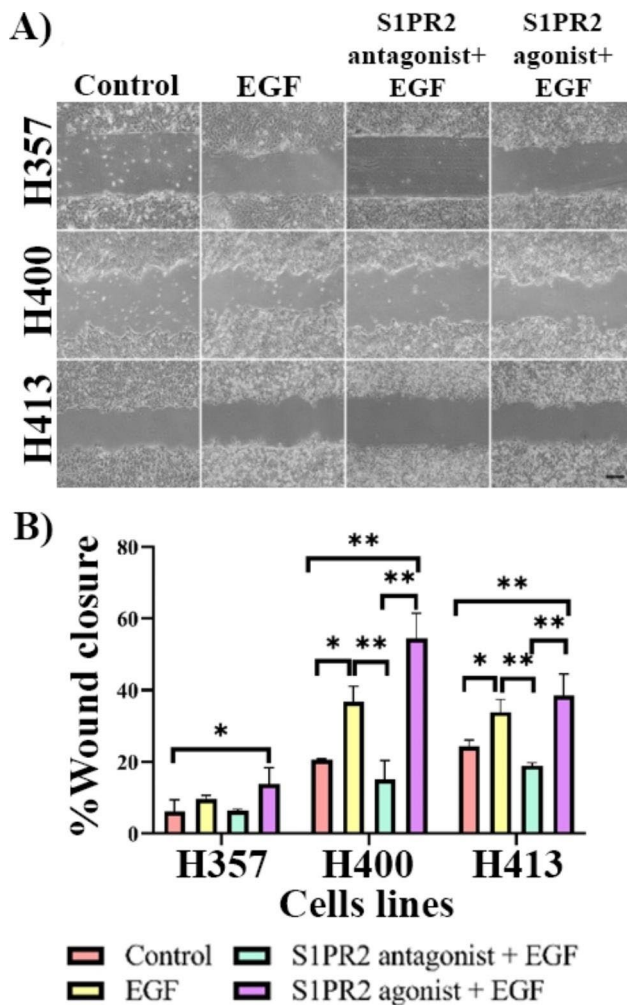 A)
Control
EGF
S1PR2
antagonist+
EGF
S1PR2
agonist+
EGF
H357
H400
H413
B)
%Wound closure
80
60
40
20
0
*
*
**
**
**
*
**
**
**
H357
H400
H413
Cells lines
Control
S1PR2 antagonist + EGF
EGF
S1PR2 agonist + EGF